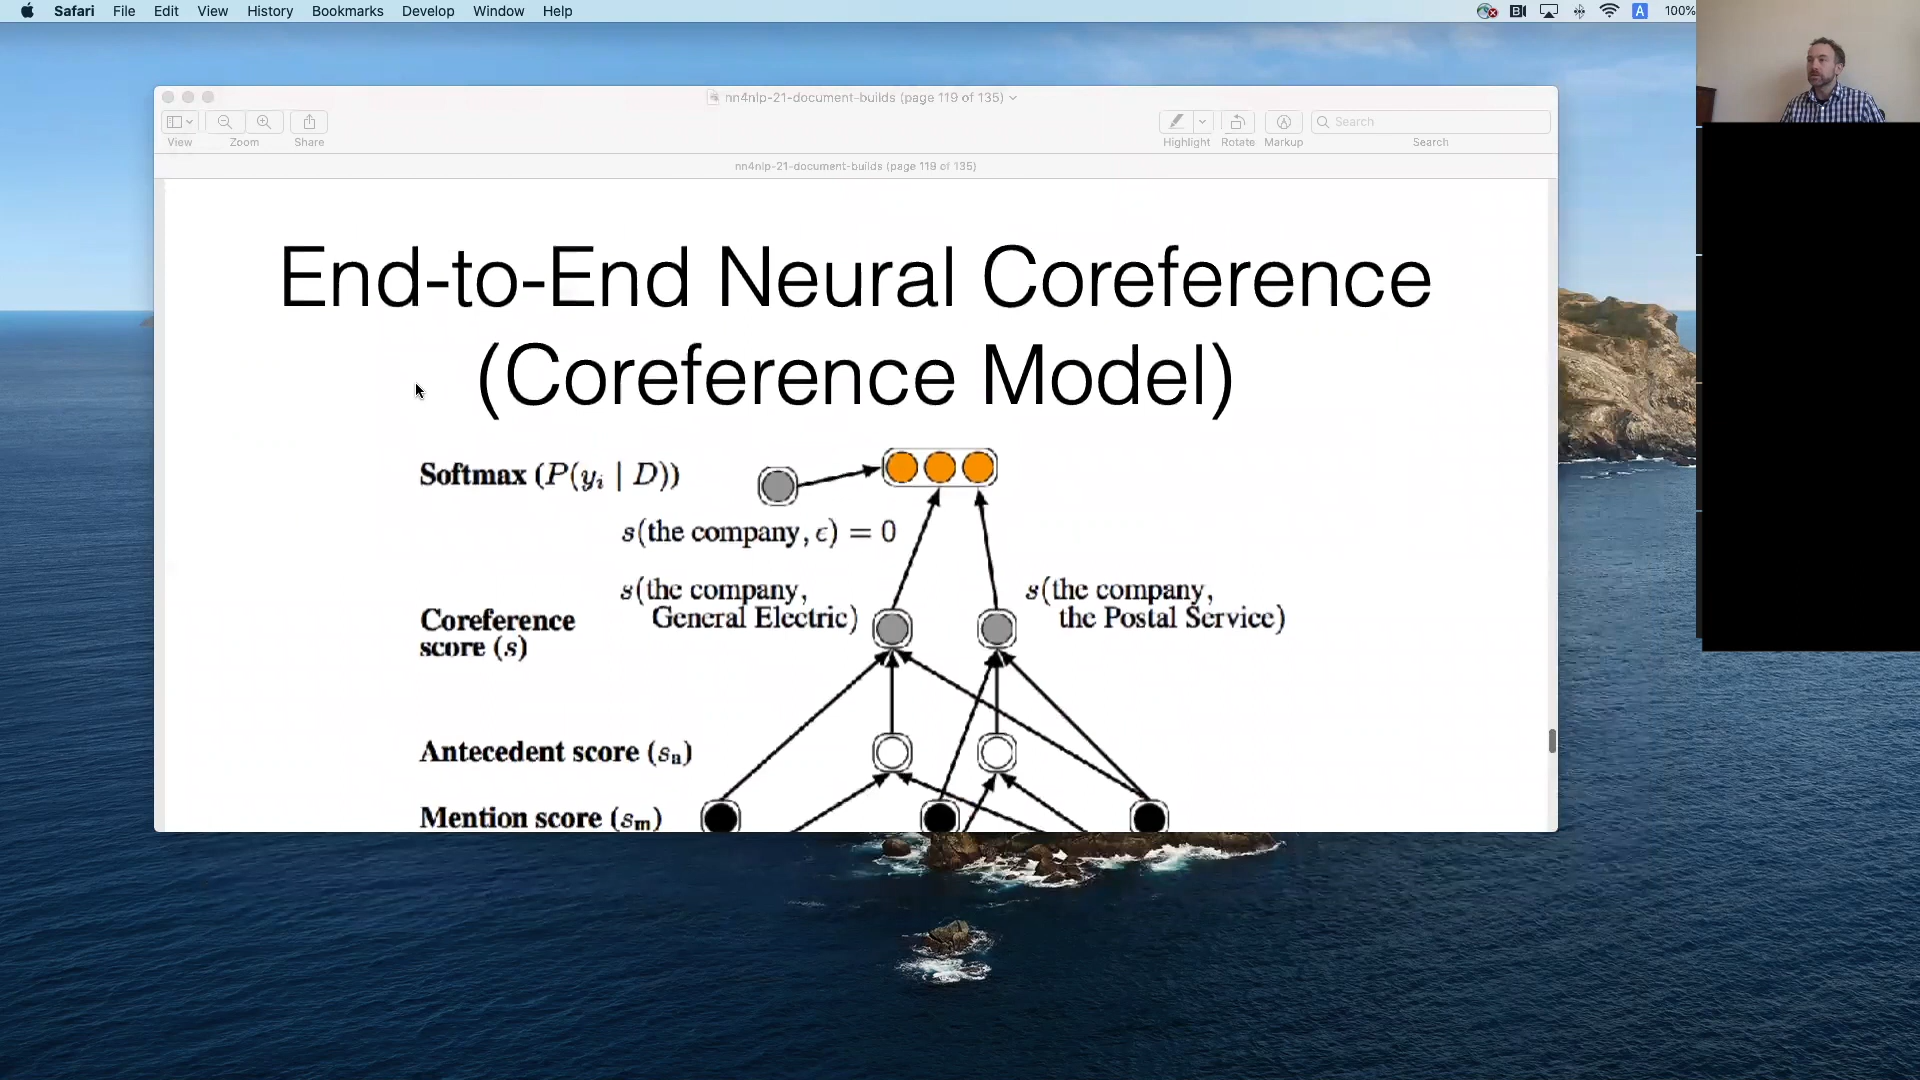 Safari File Edit View History Bookmarks Develop Window Help
A 100%
nn4nlp-21-document-builds (page 119 of 135)
Search
View Zoom Share Highlight Rotate Markup Search
nn4nlp-21-document-builds (page 119 of 135)
End-to-End Neural Coreference
(Coreference Model)
Softmax (P(yᵢ | D))
s(the company, ϵ) = 0
s(the company,
General Electric)
s(the company,
the Postal Service)
Coreference
score (s)
Antecedent score (sₐ)
Mention score (sₘ)